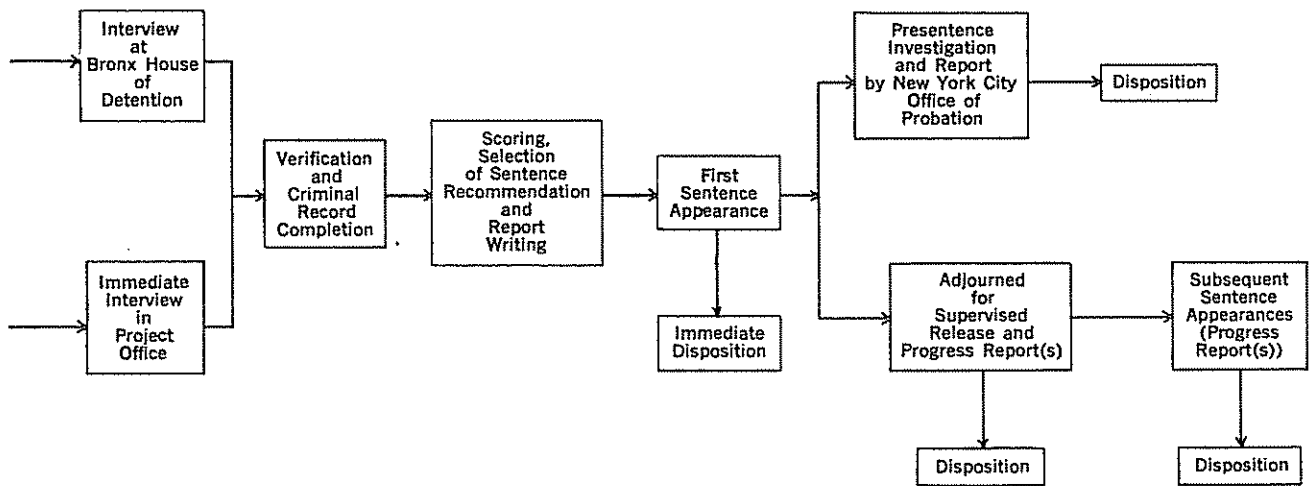 Interview
at
Bronx House
of
Detention
Immediate
Interview
in
Project
Office
Verification
and
Criminal
Record
Completion
Scoring,
Selection
of Sentence
Recommendation
and
Report
Writing
First
Sentence
Appearance
Immediate
Disposition
Presentence
Investigation
and Report
by New York City
Office of
Probation
Disposition
Adjourned
for
Supervised
Release and
Progress Report(s)
Disposition
Subsequent
Sentence
Appearances
(Progress
Report(s))
Disposition